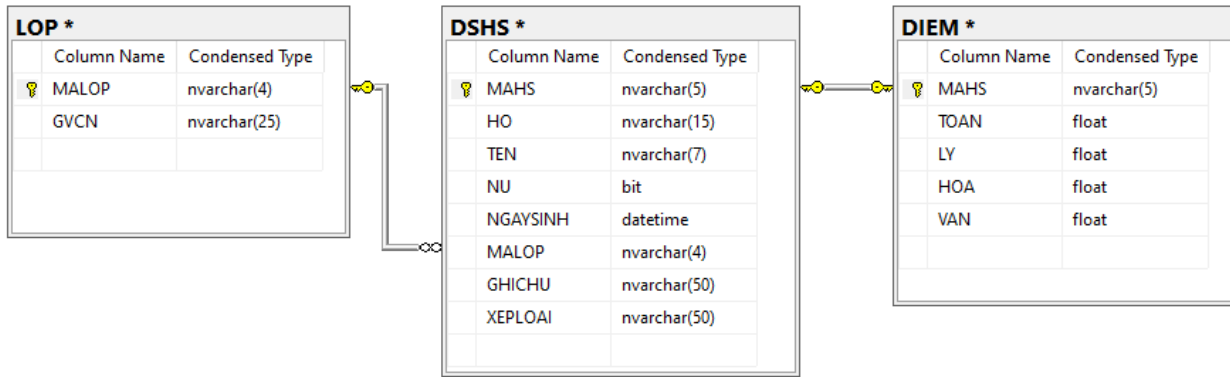 LOP *
Column Name Condensed Type
MALOP nvarchar(4)
GVCN nvarchar(25)
DSHS *
Column Name Condensed Type
MAHS nvarchar(5)
HO nvarchar(15)
TEN nvarchar(7)
NU bit
NGAYSINH datetime
MALOP nvarchar(4)
GHICHU nvarchar(50)
XEPLOAI nvarchar(50)
DIEM *
Column Name Condensed Type
MAHS nvarchar(5)
TOAN float
LY float
HOA float
VAN float